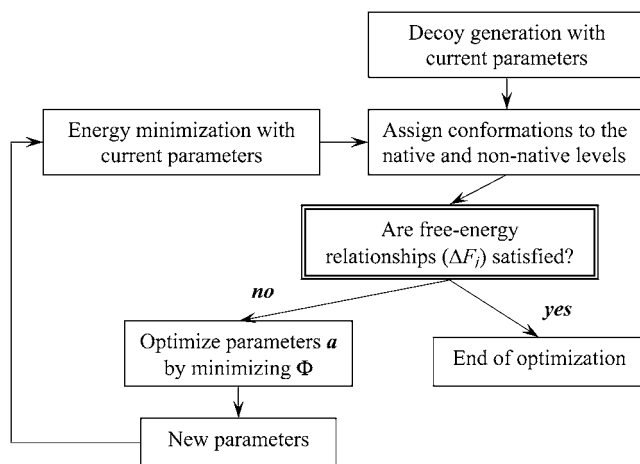 Decoy generation with
current parameters
Energy minimization with
current parameters
Assign conformations to the
native and non-native levels
Are free-energy
relationships (ΔFj) satisfied?
no
yes
Optimize parameters a
by minimizing Φ
End of optimization
New parameters